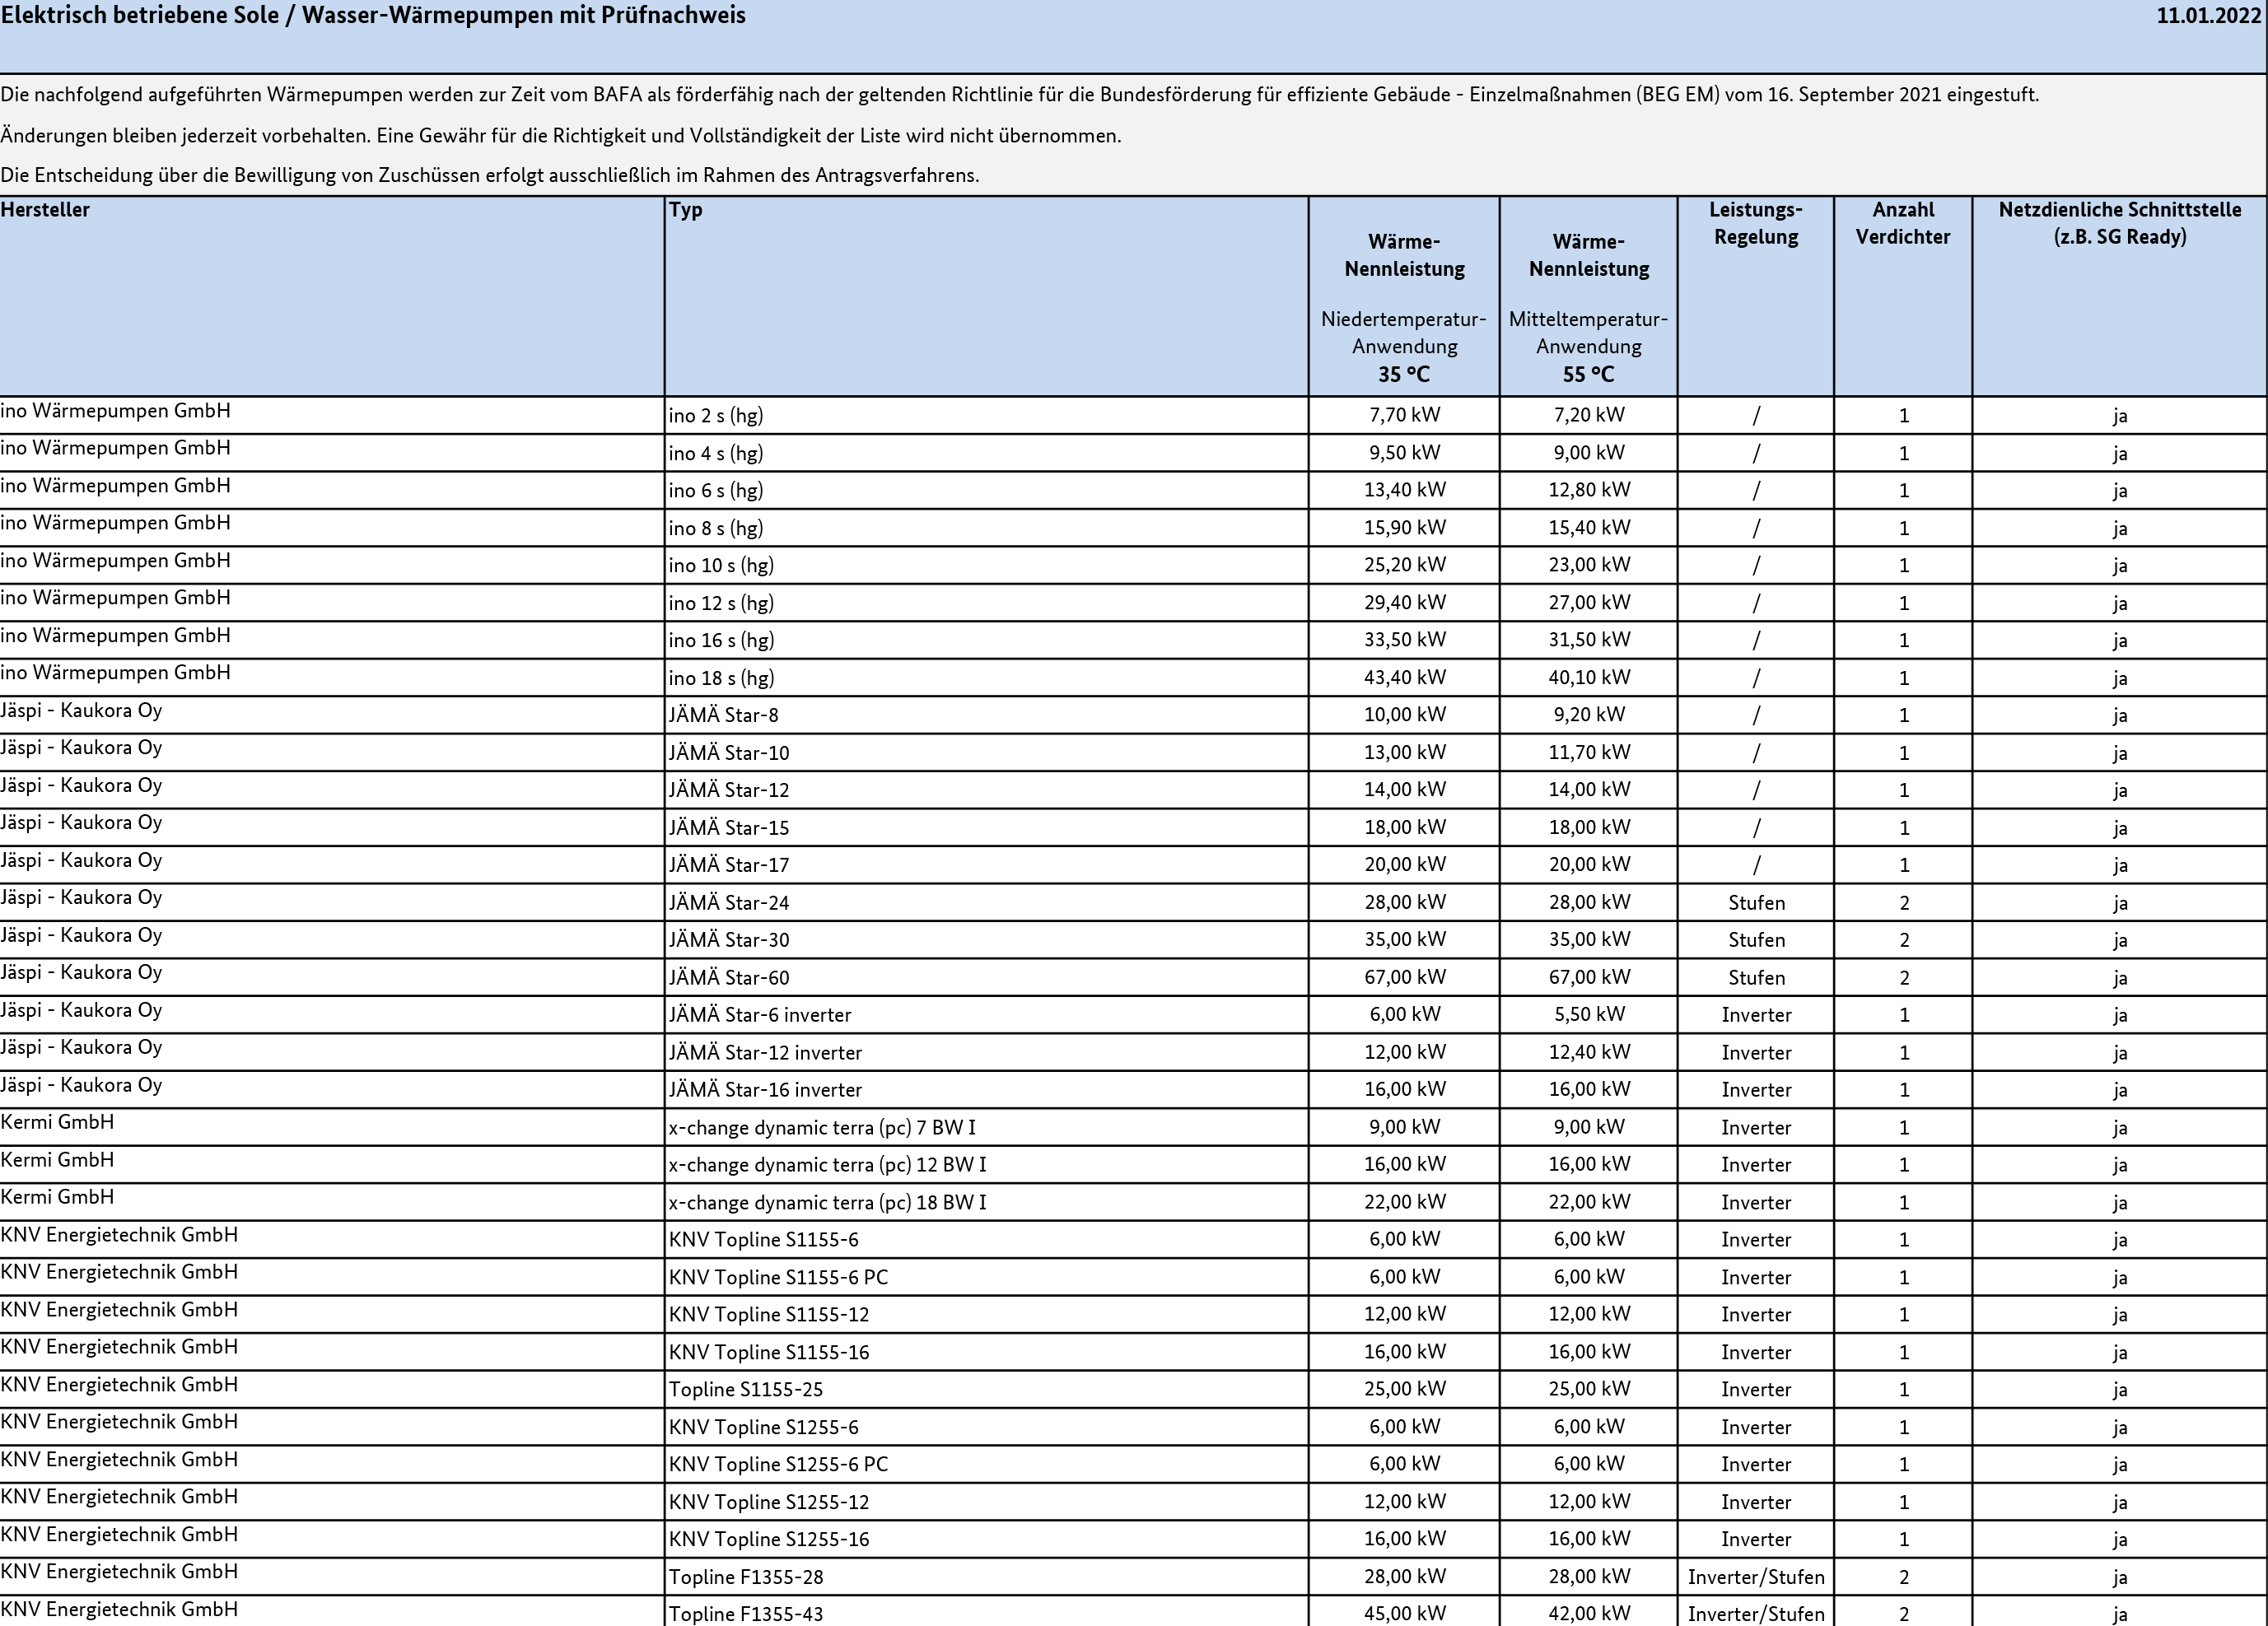 Elektrisch betriebene Sole / Wasser-Wärmepumpen mit Prüfnachweis 11.01.2022
Die nachfolgend aufgeführten Wärmepumpen werden zur Zeit vom BAFA als förderfähig nach der geltenden Richtlinie für die Bundesförderung für effiziente Gebäude - Einzelmaßnahmen (BEG EM) vom 16. September 2021 eingestuft.
Änderungen bleiben jederzeit vorbehalten. Eine Gewähr für die Richtigkeit und Vollständigkeit der Liste wird nicht übernommen.
Die Entscheidung über die Bewilligung von Zuschüssen erfolgt ausschließlich im Rahmen des Antragsverfahrens.
Hersteller
Typ
Wärme-
Nennleistung
Niedertemperatur-
Anwendung
35 °C
Wärme-
Nennleistung
Mitteltemperatur-
Anwendung
55 °C
Leistungs-
Regelung
Anzahl
Verdichter
Netzdienliche Schnittstelle
(z.B. SG Ready)
ino Wärmepumpen GmbH ino 2 s (hg) 7,70 kW 7,20 kW / 1 ja
ino Wärmepumpen GmbH ino 4 s (hg) 9,50 kW 9,00 kW / 1 ja
ino Wärmepumpen GmbH ino 6 s (hg) 13,40 kW 12,80 kW / 1 ja
ino Wärmepumpen GmbH ino 8 s (hg) 15,90 kW 15,40 kW / 1 ja
ino Wärmepumpen GmbH ino 10 s (hg) 25,20 kW 23,00 kW / 1 ja
ino Wärmepumpen GmbH ino 12 s (hg) 29,40 kW 27,00 kW / 1 ja
ino Wärmepumpen GmbH ino 16 s (hg) 33,50 kW 31,50 kW / 1 ja
ino Wärmepumpen GmbH ino 18 s (hg) 43,40 kW 40,10 kW / 1 ja
Jäspi - Kaukora Oy JÄMÄ Star-8 10,00 kW 9,20 kW / 1 ja
Jäspi - Kaukora Oy JÄMÄ Star-10 13,00 kW 11,70 kW / 1 ja
Jäspi - Kaukora Oy JÄMÄ Star-12 14,00 kW 14,00 kW / 1 ja
Jäspi - Kaukora Oy JÄMÄ Star-15 18,00 kW 18,00 kW / 1 ja
Jäspi - Kaukora Oy JÄMÄ Star-17 20,00 kW 20,00 kW / 1 ja
Jäspi - Kaukora Oy JÄMÄ Star-24 28,00 kW 28,00 kW Stufen 2 ja
Jäspi - Kaukora Oy JÄMÄ Star-30 35,00 kW 35,00 kW Stufen 2 ja
Jäspi - Kaukora Oy JÄMÄ Star-60 67,00 kW 67,00 kW Stufen 2 ja
Jäspi - Kaukora Oy JÄMÄ Star-6 inverter 6,00 kW 5,50 kW Inverter 1 ja
Jäspi - Kaukora Oy JÄMÄ Star-12 inverter 12,00 kW 12,40 kW Inverter 1 ja
Jäspi - Kaukora Oy JÄMÄ Star-16 inverter 16,00 kW 16,00 kW Inverter 1 ja
Kermi GmbH x-change dynamic terra (pc) 7 BW I 9,00 kW 9,00 kW Inverter 1 ja
Kermi GmbH x-change dynamic terra (pc) 12 BW I 16,00 kW 16,00 kW Inverter 1 ja
Kermi GmbH x-change dynamic terra (pc) 18 BW I 22,00 kW 22,00 kW Inverter 1 ja
KNV Energietechnik GmbH KNV Topline S1155-6 6,00 kW 6,00 kW Inverter 1 ja
KNV Energietechnik GmbH KNV Topline S1155-6 PC 6,00 kW 6,00 kW Inverter 1 ja
KNV Energietechnik GmbH KNV Topline S1155-12 12,00 kW 12,00 kW Inverter 1 ja
KNV Energietechnik GmbH KNV Topline S1155-16 16,00 kW 16,00 kW Inverter 1 ja
KNV Energietechnik GmbH Topline S1155-25 25,00 kW 25,00 kW Inverter 1 ja
KNV Energietechnik GmbH KNV Topline S1255-6 6,00 kW 6,00 kW Inverter 1 ja
KNV Energietechnik GmbH KNV Topline S1255-6 PC 6,00 kW 6,00 kW Inverter 1 ja
KNV Energietechnik GmbH KNV Topline S1255-12 12,00 kW 12,00 kW Inverter 1 ja
KNV Energietechnik GmbH KNV Topline S1255-16 16,00 kW 16,00 kW Inverter 1 ja
KNV Energietechnik GmbH Topline F1355-28 28,00 kW 28,00 kW Inverter/Stufen 2 ja
KNV Energietechnik GmbH Topline F1355-43 45,00 kW 42,00 kW Inverter/Stufen 2 ja